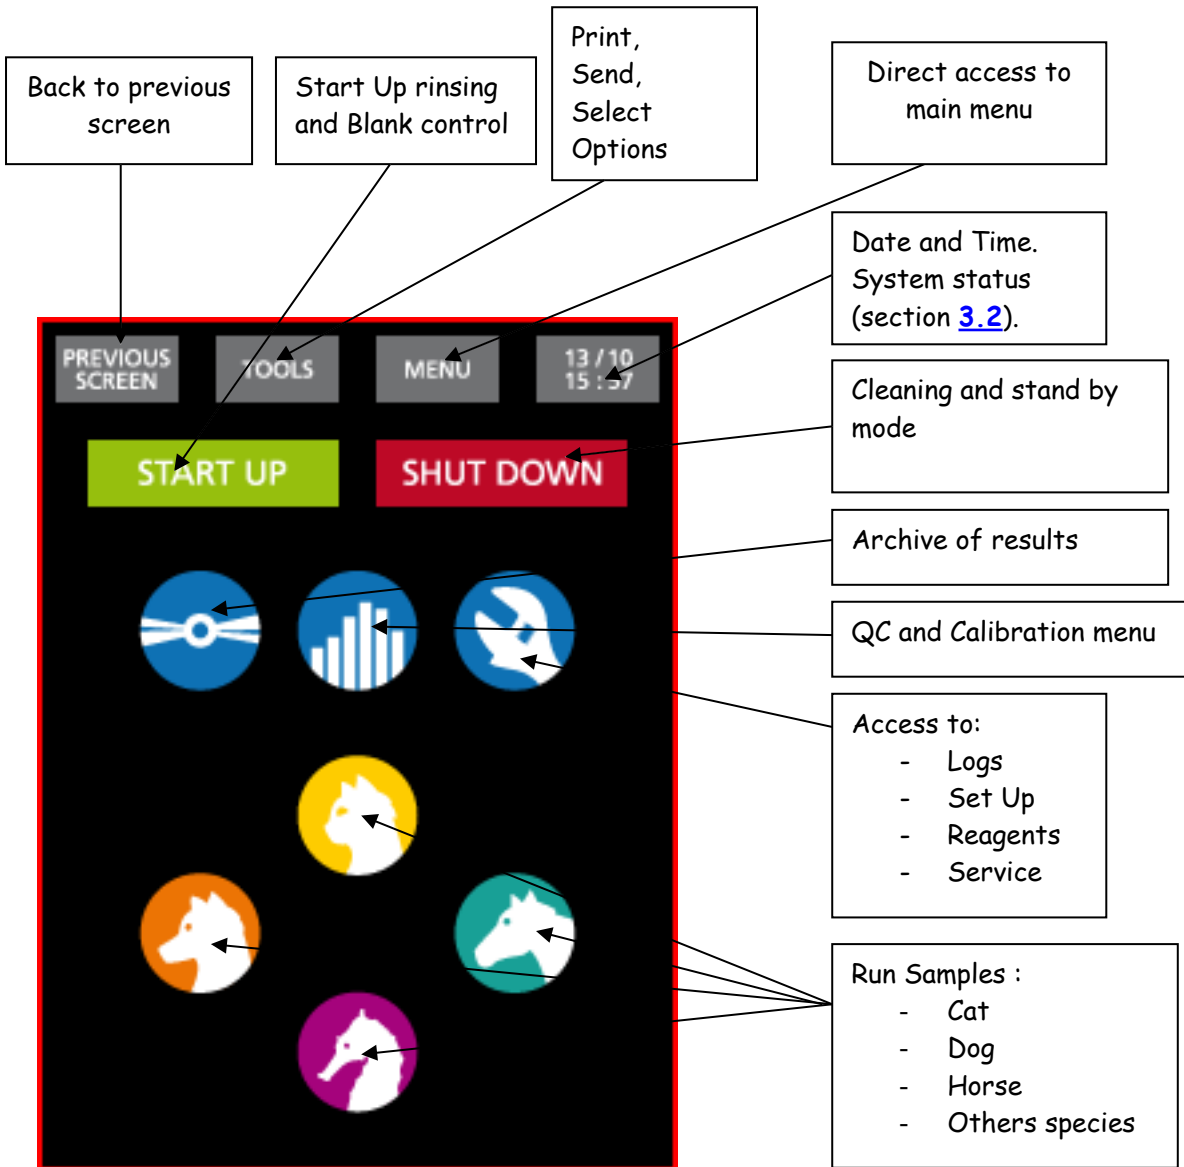 Print,
Send,
Select
Options
Back to previous
screen
Start Up rinsing
and Blank control
Direct access to
main menu
Date and Time.
System status
(section 3.2).
PREVIOUS
SCREEN
TOOLS
MENU
13 / 10
15 : 37
Cleaning and stand by
mode
START UP
SHUT DOWN
Archive of results
QC and Calibration menu
Access to:
- Logs
- Set Up
- Reagents
- Service
Run Samples :
- Cat
- Dog
- Horse
- Others species